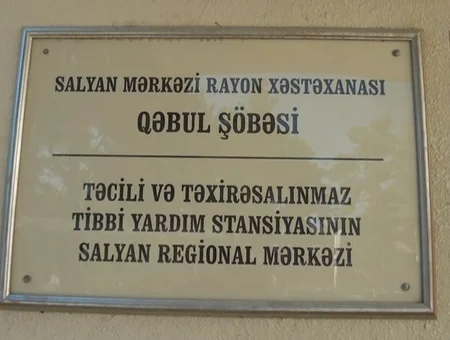 SALYAN MƏRKƏZİ RAYON XƏSTƏXANASI
QƏBUL ŞÖBƏSİ
TƏCİLİ VƏ TƏXİRƏSALINMAZ
TİBBİ YARDIM STANSİYASININ
SALYAN REGİONAL MƏRKƏZİ